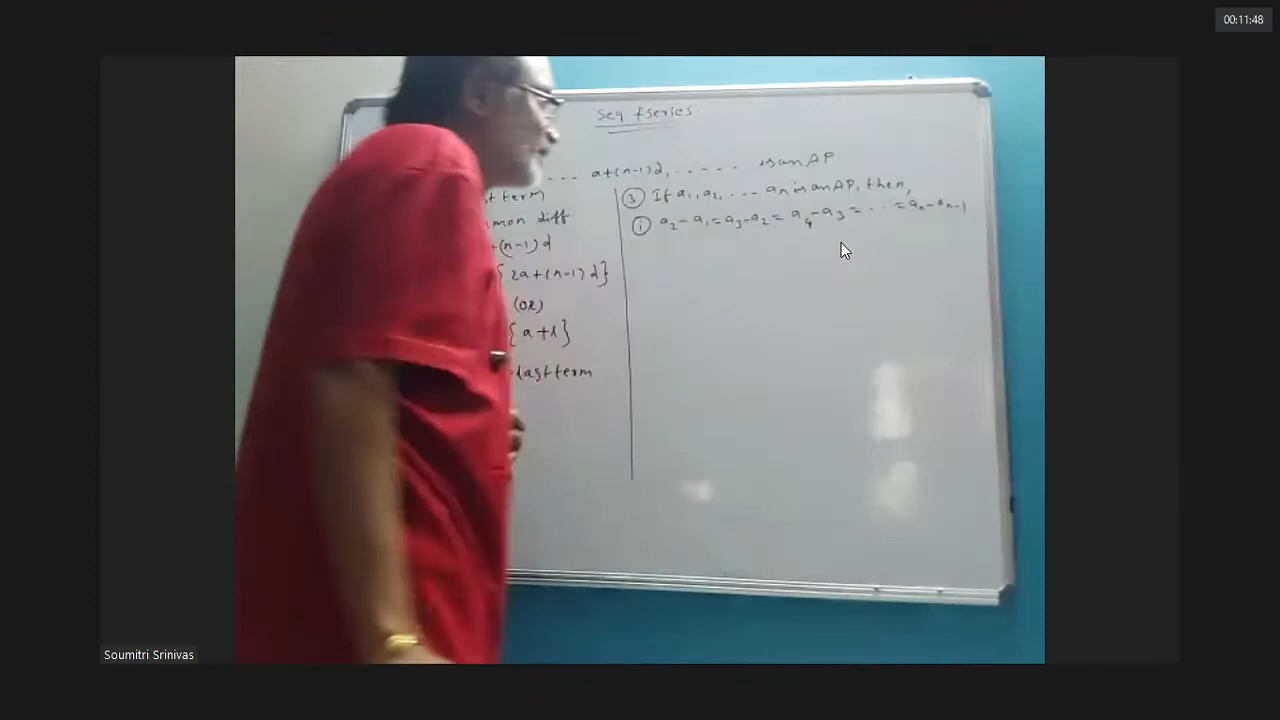 00:11:48
Seq & series
... a+(n-1)d, ..... is an AP
term
mon diff
+(n-1)d
{2a+(n-1)d}
(OR)
{a+l}
last term
③ If a₁, a₂, ... aₙ is an AP, then,
ⓘ a₂-a₁ = a₃-a₂ = a₄-a₃ = ... = aₙ-aₙ₋₁
Soumitri Srinivas